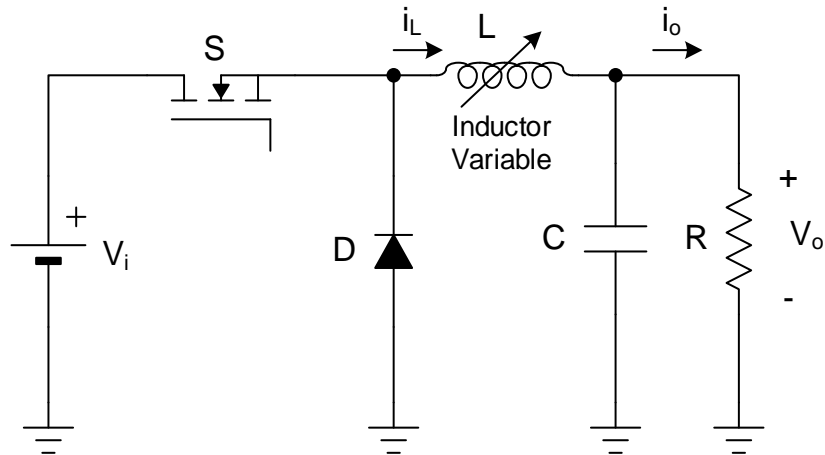 S
i_L
L
i_o
Inductor
Variable
+
V_i
D
C
R
+
V_o
-